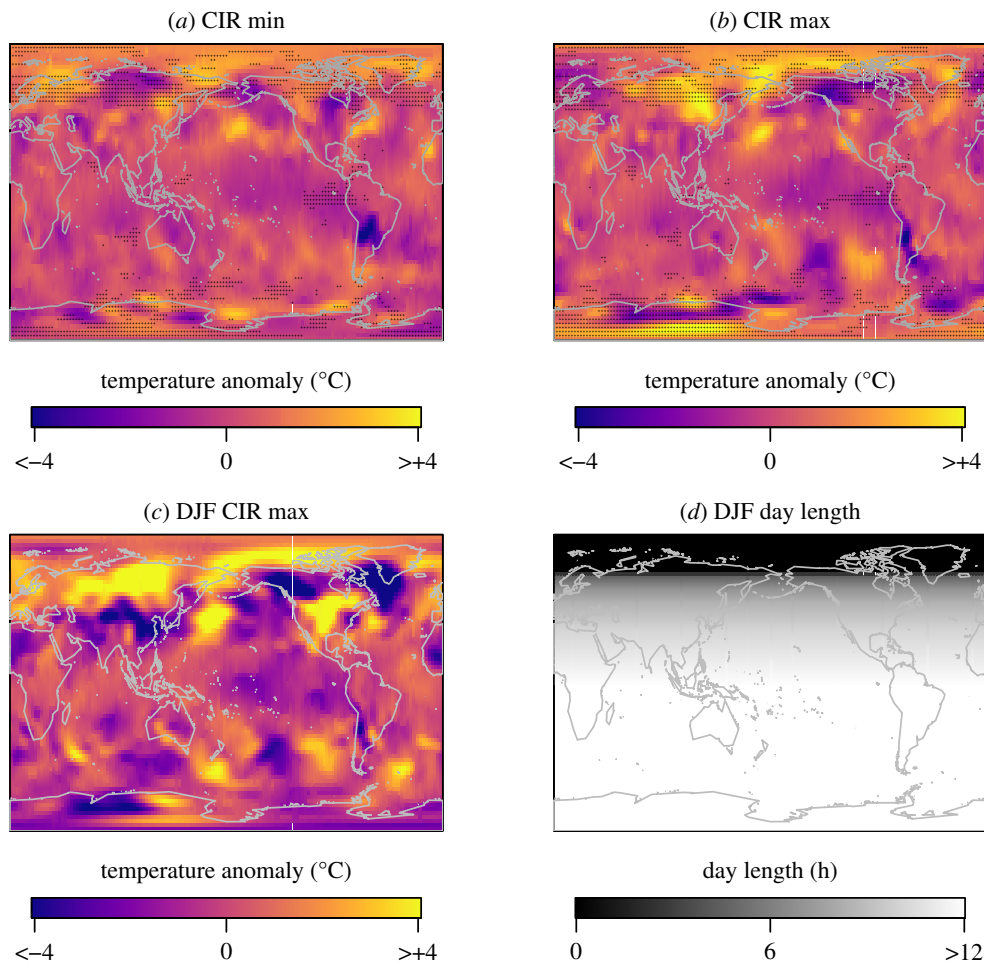 (a) CIR min
(b) CIR max
temperature anomaly (°C)
<−4 0 >+4
temperature anomaly (°C)
<−4 0 >+4
(c) DJF CIR max
(d) DJF day length
temperature anomaly (°C)
<−4 0 >+4
day length (h)
0 6 >12